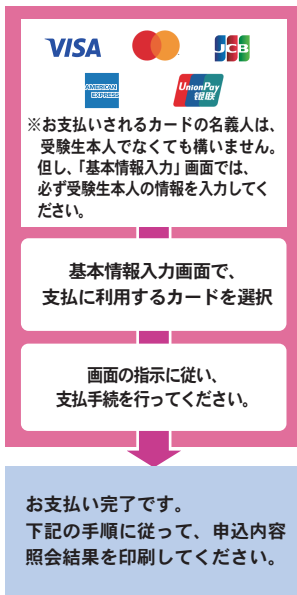 VISA
JCB
AMERICAN
EXPRESS
UnionPay
银联
※お支払いされるカードの名義人は、
受験生本人でなくても構いません。
但し、「基本情報入力」画面では、
必ず受験生本人の情報を入力してく
ださい。
基本情報入力画面で、
支払に利用するカードを選択
画面の指示に従い、
支払手続を行ってください。
お支払い完了です。
下記の手順に従って、申込内容
照会結果を印刷してください。